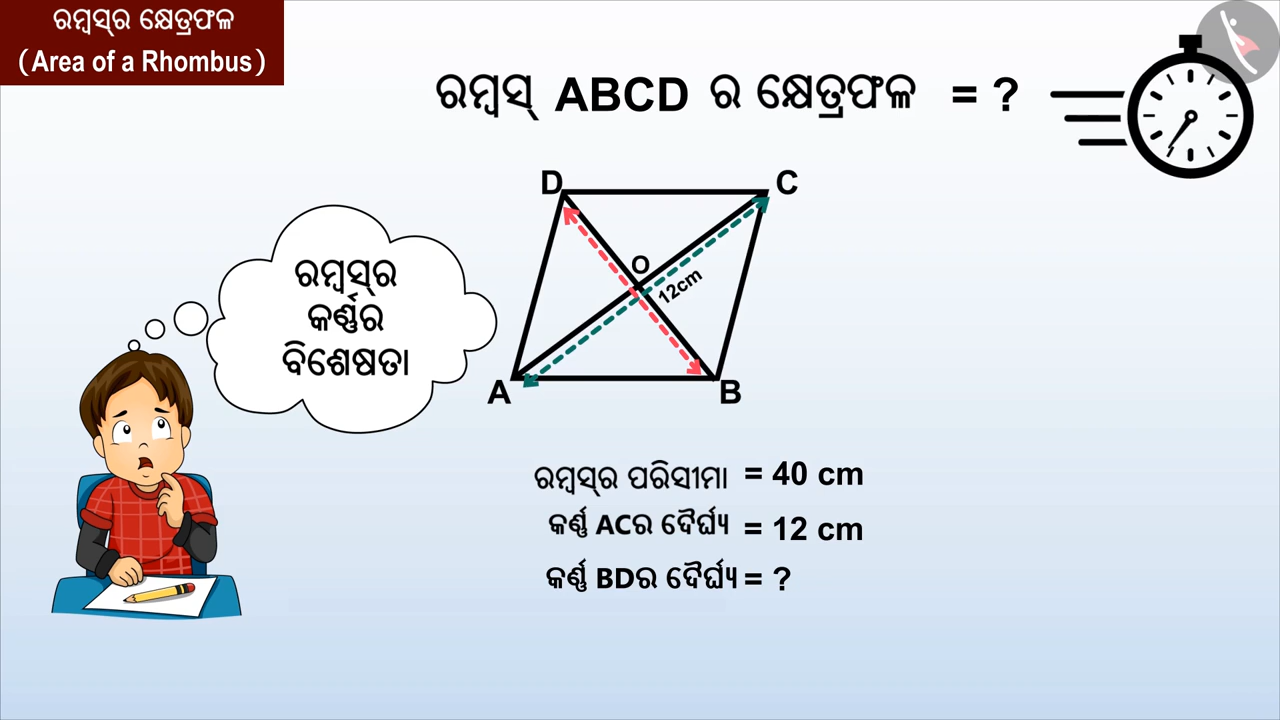 ରମ୍ବସ୍‌ର କ୍ଷେତ୍ରଫଳ
(Area of a Rhombus)
ରମ୍ବସ୍ ABCD ର କ୍ଷେତ୍ରଫଳ = ?
D
C
O
12cm
A
B
ରମ୍ବସ୍‌ର
କର୍ଣ୍ଣର
ବିଶେଷତା
ରମ୍ବସ୍‌ର ପରିସୀମା = 40 cm
କର୍ଣ୍ଣ ACର ଦୈର୍ଘ୍ୟ = 12 cm
କର୍ଣ୍ଣ BDର ଦୈର୍ଘ୍ୟ = ?